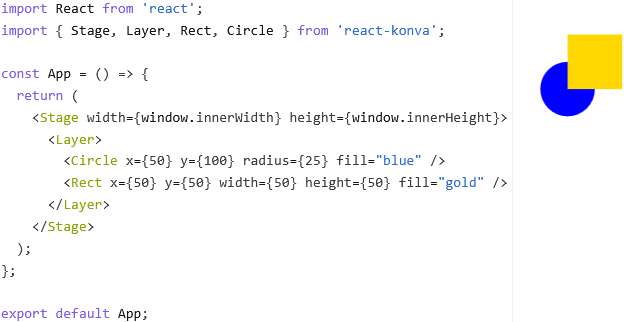 import React from 'react';
import { Stage, Layer, Rect, Circle } from 'react-konva';
const App = () => {
return (
<Stage width={window.innerWidth} height={window.innerHeight}>
<Layer>
<Circle x={50} y={100} radius={25} fill="blue" />
<Rect x={50} y={50} width={50} height={50} fill="gold" />
</Layer>
</Stage>
);
};
export default App;